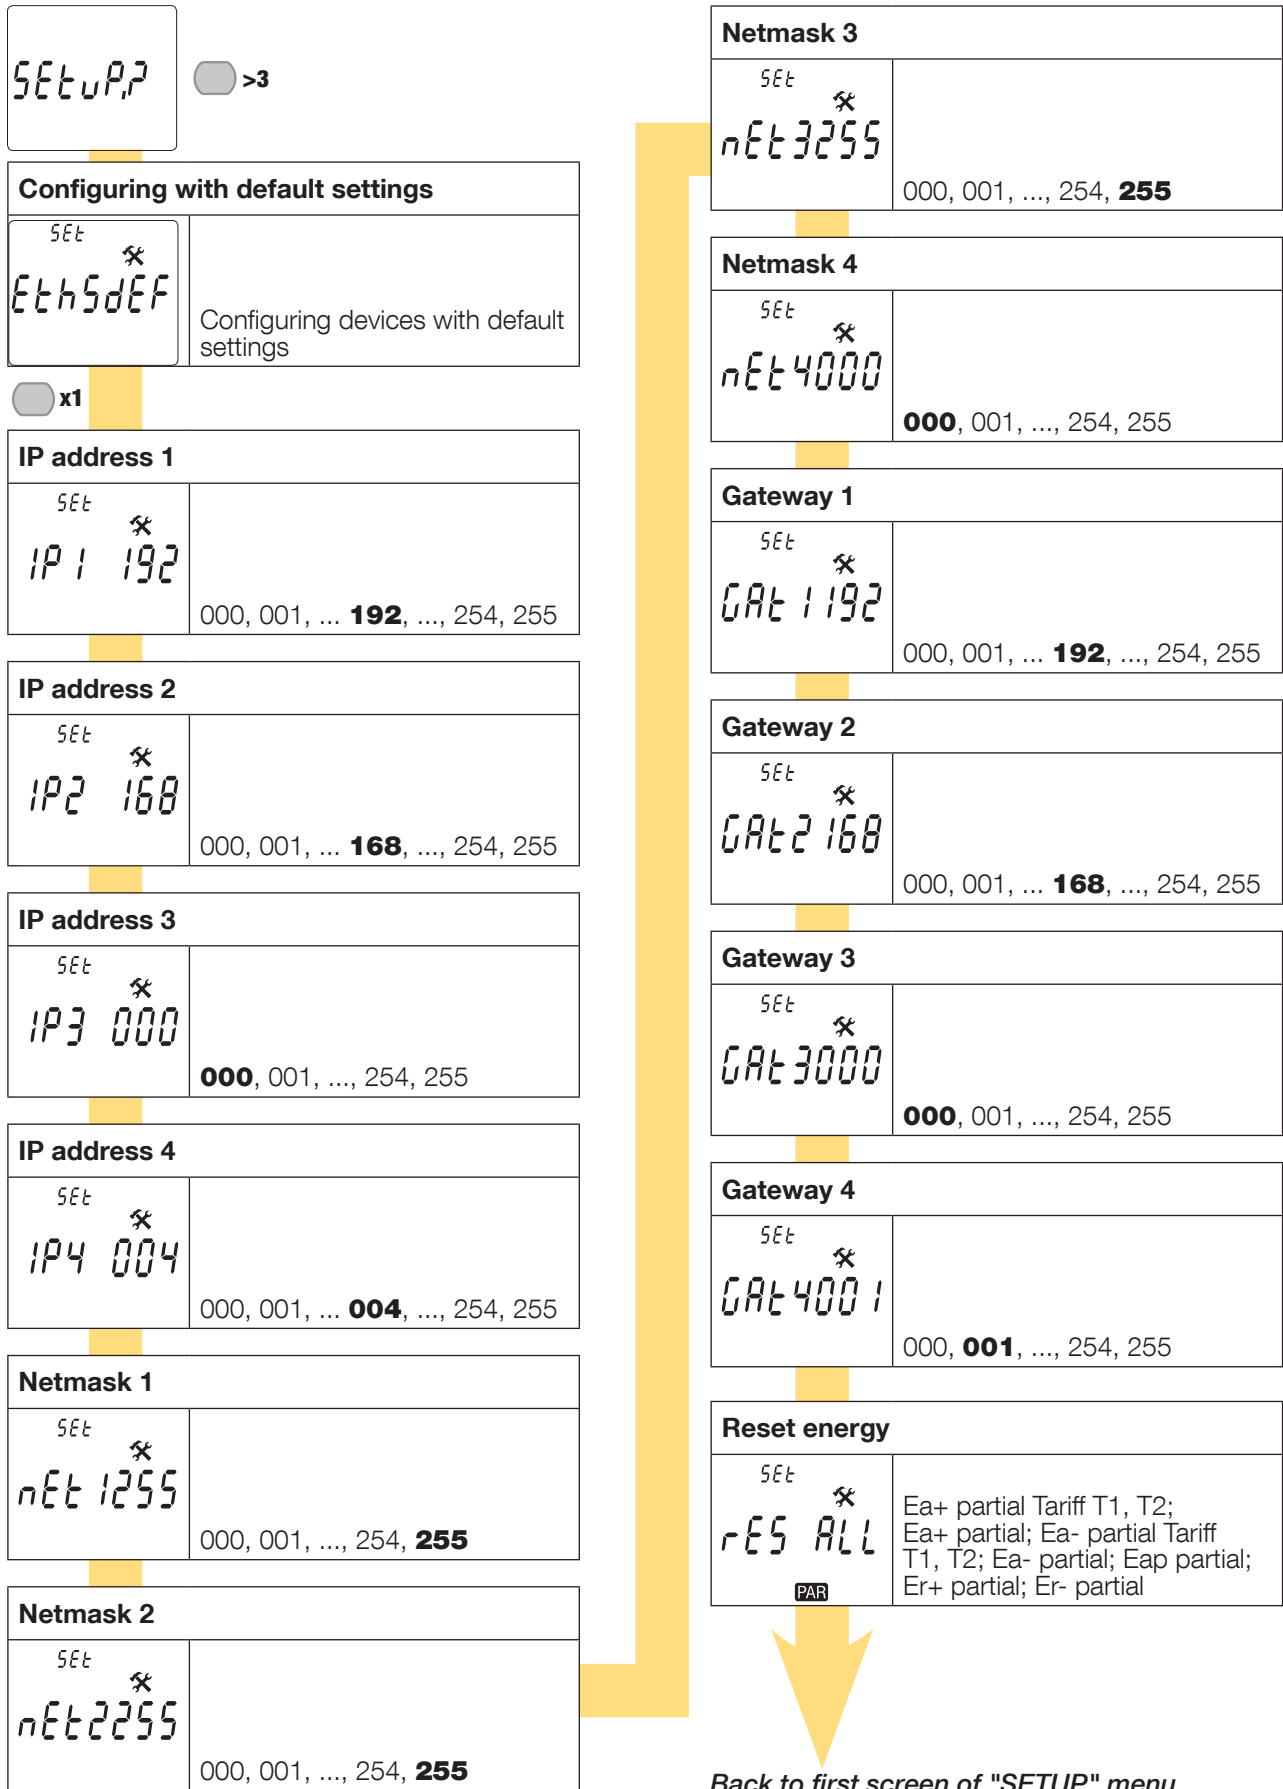 SEtuP,?
>3
Configuring with default settings
SEt
EthSdEF
Configuring devices with default
settings
x1
IP address 1
SEt
IP1 192
000, 001, ... 192, ..., 254, 255
IP address 2
SEt
IP2 168
000, 001, ... 168, ..., 254, 255
IP address 3
SEt
IP3 000
000, 001, ..., 254, 255
IP address 4
SEt
IP4 004
000, 001, ... 004, ..., 254, 255
Netmask 1
SEt
nEt1255
000, 001, ..., 254, 255
Netmask 2
SEt
nEt2255
000, 001, ..., 254, 255
Netmask 3
SEt
nEt3255
000, 001, ..., 254, 255
Netmask 4
SEt
nEt4000
000, 001, ..., 254, 255
Gateway 1
SEt
GAt1192
000, 001, ... 192, ..., 254, 255
Gateway 2
SEt
GAt2168
000, 001, ... 168, ..., 254, 255
Gateway 3
SEt
GAt3000
000, 001, ..., 254, 255
Gateway 4
SEt
GAt4001
000, 001, ..., 254, 255
Reset energy
SEt
rES ALL
PAR
Ea+ partial Tariff T1, T2;
Ea+ partial; Ea- partial Tariff
T1, T2; Ea- partial; Eap partial;
Er+ partial; Er- partial
Back to first screen of "SETUP" menu